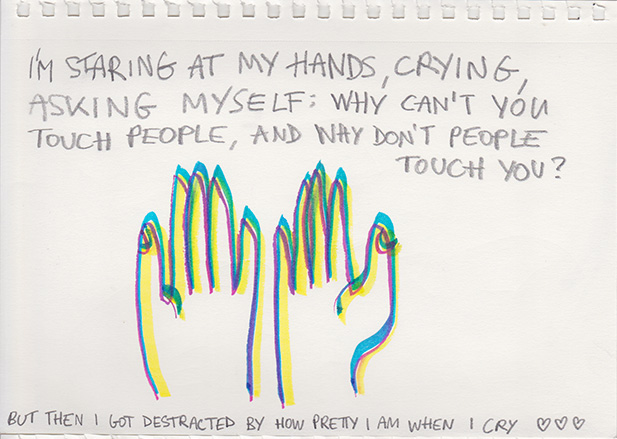 I'M STARING AT MY HANDS, CRYING,
ASKING MYSELF: WHY CAN'T YOU
TOUCH PEOPLE, AND WHY DON'T PEOPLE
TOUCH YOU?
BUT THEN I GOT DESTRACTED BY HOW PRETTY I AM WHEN I CRY ♡♡♡